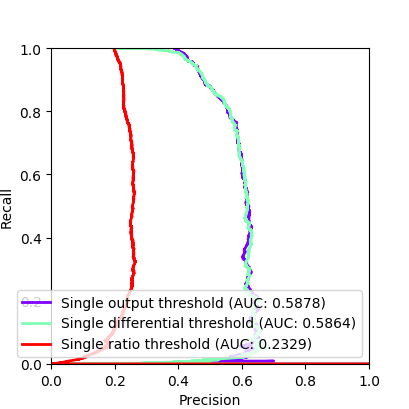 1.0
0.8
0.6
0.4
0.2
0.0
Recall
Single output threshold (AUC: 0.5878)
Single differential threshold (AUC: 0.5864)
Single ratio threshold (AUC: 0.2329)
0.0 0.2 0.4 0.6 0.8 1.0
Precision